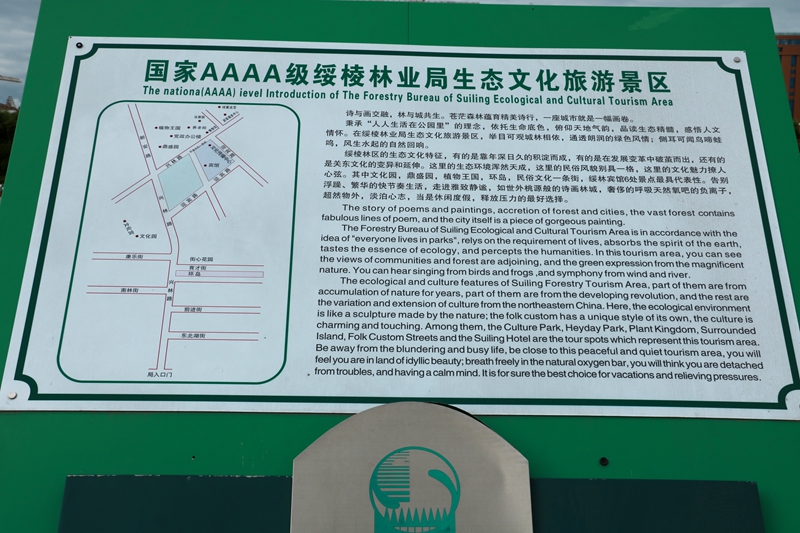 国家AAAA级绥棱林业局生态文化旅游景区
The nationa(AAAA) ievel Introduction of The Forestry Bureau of Suiling Ecological and Cultural Tourism Area
诗与画交融，林与城共生。苍茫森林蕴育精美诗行，一座城市就是一幅画卷。
秉承“人人生活在公园里”的理念，依托生命底色，俯仰天地气韵，品读生态精髓，感悟人文
情怀。在绥棱林业局生态文化旅游景区，举目可观城林相依，通透朗润的绿色风情；侧耳可闻鸟啼蛙
鸣，风生水起的自然回响。
绥棱林区的生态文化特征，有的是靠年深日久的积淀而成，有的是在发展变革中破茧而出，还有的
是关东文化的变异和延伸。这里的生态环境浑然天成，这里的民俗风貌别具一格，这里的文化魅力撩人
心弦。其中文化园，鼎盛园，植物王国，环岛，民俗文化一条街，绥林宾馆6处景点最具代表性。告别
浮躁、繁华的快节奏生活，走进雅致静谧，如世外桃源般的诗画林城，奢侈的呼吸天然氧吧的负离子，
超然物外，淡泊心态，当是休闲度假，释放压力的最好选择。
The story of poems and paintings, accretion of forest and cities, the vast forest contains
fabulous lines of poem, and the city itself is a piece of gorgeous painting.
The Forestry Bureau of Suiling Ecological and Cultural Tourism Area is in accordance with the
idea of "everyone lives in parks", relys on the requirement of lives, absorbs the spirit of the earth,
tastes the essence of ecology, and percepts the humanities. In this tourism area, you can see
the views of communities and forest are adjoining, and the green expression from the magnificent
nature. You can hear singing from birds and frogs ,and symphony from wind and river.
The ecological and culture features of Suiling Forestry Tourism Area, part of them are from
accumulation of nature for years, part of them are from the developing revolution, and the rest are
the variation and extension of culture from the northeastern China. Here, the ecological environment
is like a sculpture made by the nature; the folk custom has a unique style of its own, the culture is
charming and touching. Among them, the Culture Park, Heyday Park, Plant Kingdom, Surrounded
Island, Folk Custom Streets and the Suiling Hotel are the tour spots which represent this tourism area.
Be away from the blundering and busy life, be close to this peaceful and quiet tourism area, you will
feel you are in land of idyllic beauty; breath freely in the natural oxygen bar, you will think you are detached
from troubles, and having a calm mind. It is for sure the best choice for vacations and relieving pressures.
植物王国
党政办公楼
鼎盛园
宾馆
文化园
康乐街
街心花园
育才街
环岛
南林街
兴林路
前进街
东北湖街
局入口门